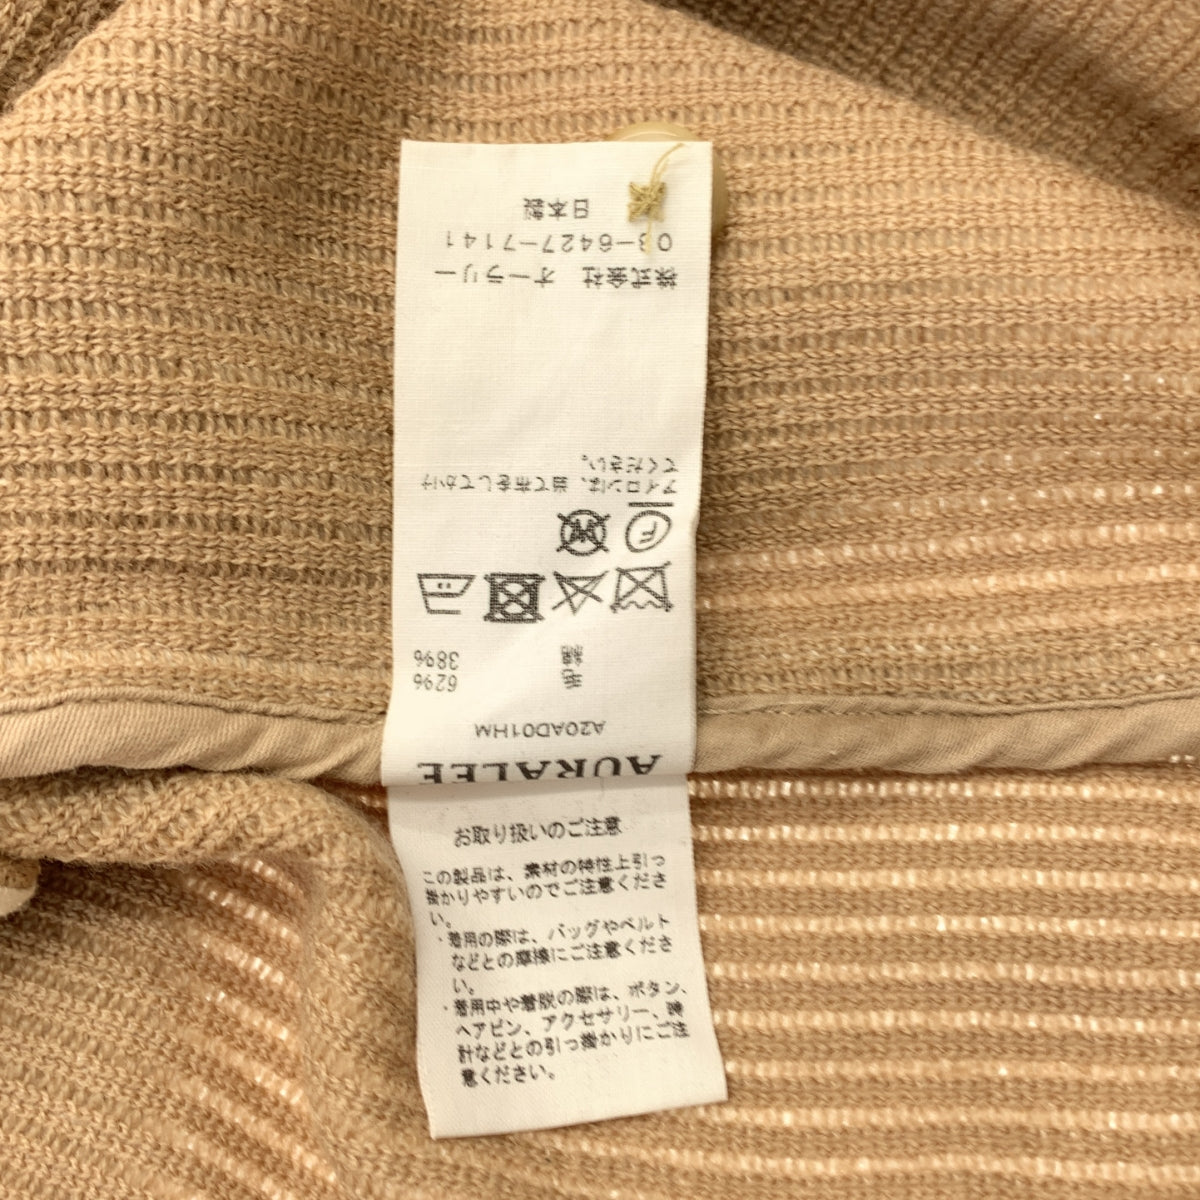 AURALEE
A20AD01HM
毛 62%
綿 38%
F W
アイロンは、当て布をしてかけ
てください。
株式会社 オーラリー
03-6427-7141
日本製
お取り扱いのご注意
この製品は、素材の特性上引っ
掛かりやすいのでご注意くださ
い。
・着用の際は、バッグやベルト
などとの摩擦にご注意くださ
い。
・着用中や着脱の際は、ボタン、
ヘアピン、アクセサリー、時
計などとの引っ掛かりにご注
意ください。